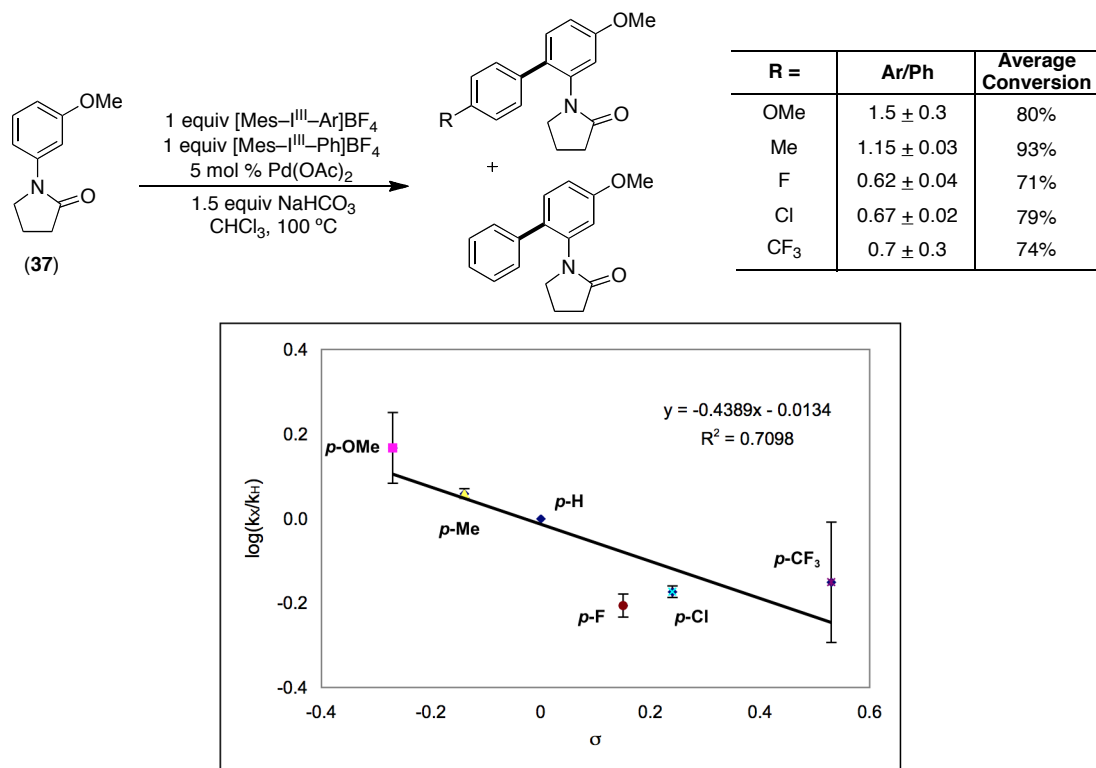 OMe
N
O
(37)
1 equiv [Mes–Iᴵᴵᴵ–Ar]BF₄
1 equiv [Mes–Iᴵᴵᴵ–Ph]BF₄
5 mol % Pd(OAc)₂
1.5 equiv NaHCO₃
CHCl₃, 100 ºC
OMe
R
N
O
+
OMe
N
O
R = Ar/Ph Average Conversion
OMe 1.5 ± 0.3 80%
Me 1.15 ± 0.03 93%
F 0.62 ± 0.04 71%
Cl 0.67 ± 0.02 79%
CF₃ 0.7 ± 0.3 74%
0.4
0.2
0.0
-0.2
-0.4
log(kX/kH)
y = -0.4389x - 0.0134
R² = 0.7098
p-OMe
p-Me
p-H
p-F
p-Cl
p-CF₃
-0.4 -0.2 0 0.2 0.4 0.6
σ